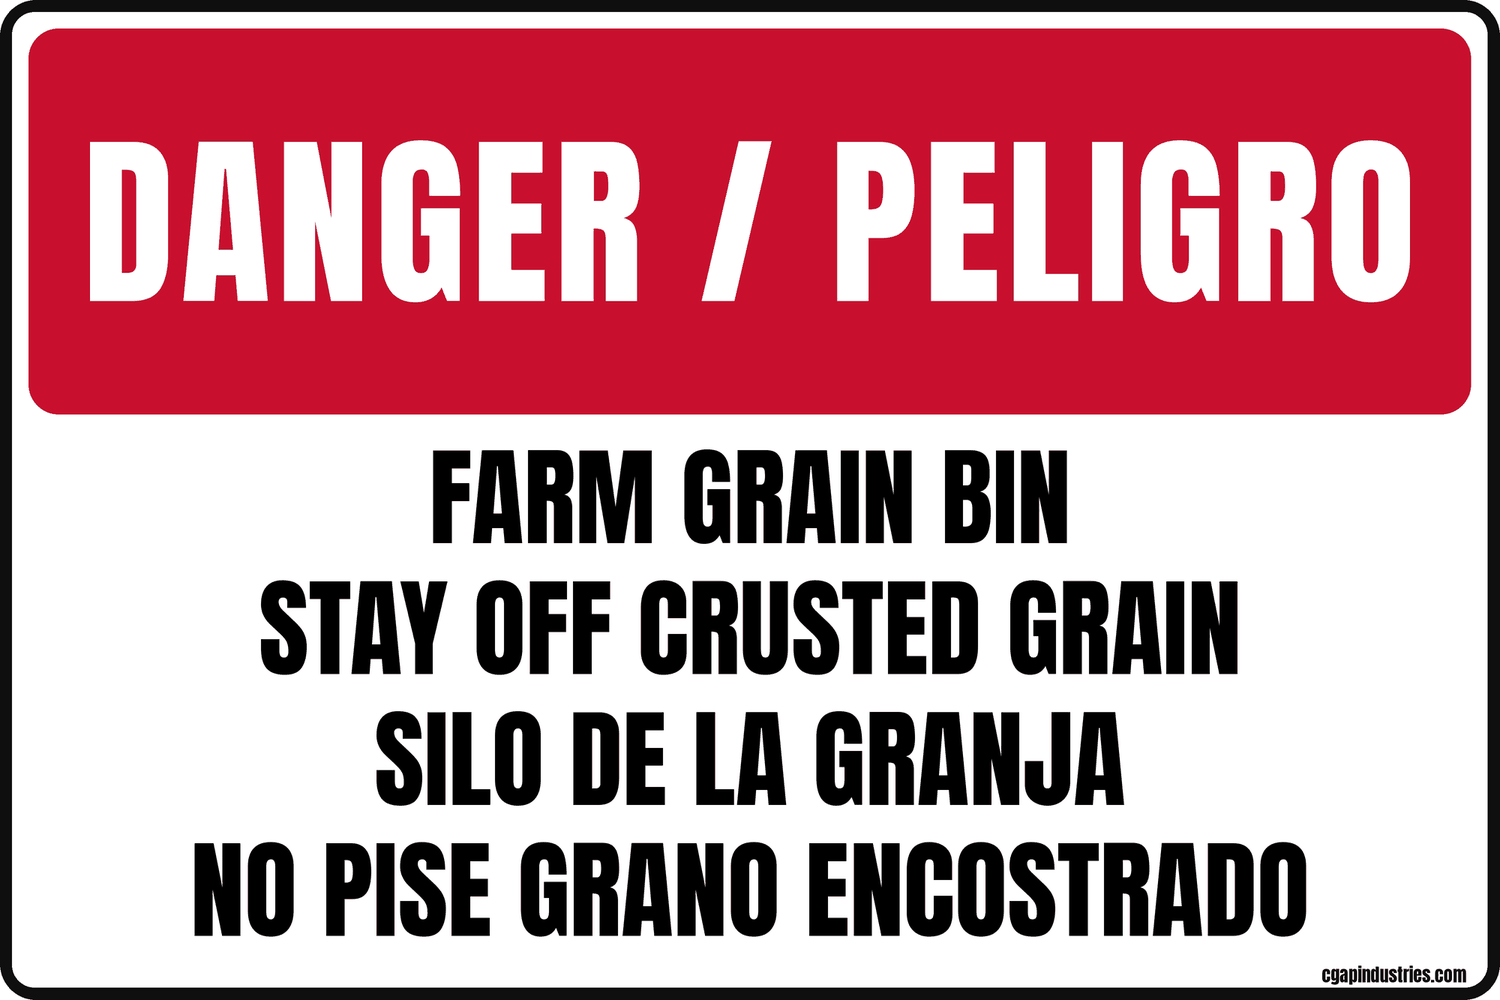 DANGER / PELIGRO
FARM GRAIN BIN
STAY OFF CRUSTED GRAIN
SILO DE LA GRANJA
NO PISE GRANO ENCOSTRADO
cgapindustries.com